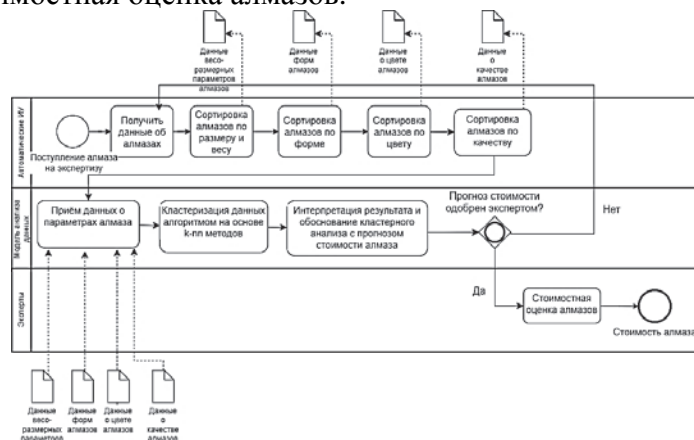 имостная оценка алмазов.
Данные
весо-
размерных
параметров
алмазов
Данные
форм
алмазов
Данные
о цвете
алмазов
Данные
о
качестве
алмазов
Автоматические ИУ
Поступление алмаза
на экспертизу
Получить
данные об
алмазах
Сортировка
алмазов по
размеру и
весу
Сортировка
алмазов по
форме
Сортировка
алмазов по
цвету
Сортировка
алмазов по
качеству
Модель анализа
данных
Приём данных о
параметрах алмаза
Кластеризация данных
алгоритмом на основе
k-nn методов
Интерпретация результата и
обоснование кластерного
анализа с прогнозом
стоимости алмаза
Прогноз стоимости
одобрен экспертом?
Нет
Эксперты
Да
Стоимостная
оценка алмазов
Стоимость алмаза
Данные
весо-
размерных
параметров
Данные
форм
алмазов
Данные
о цвете
алмазов
Данные
о
качестве
алмазов